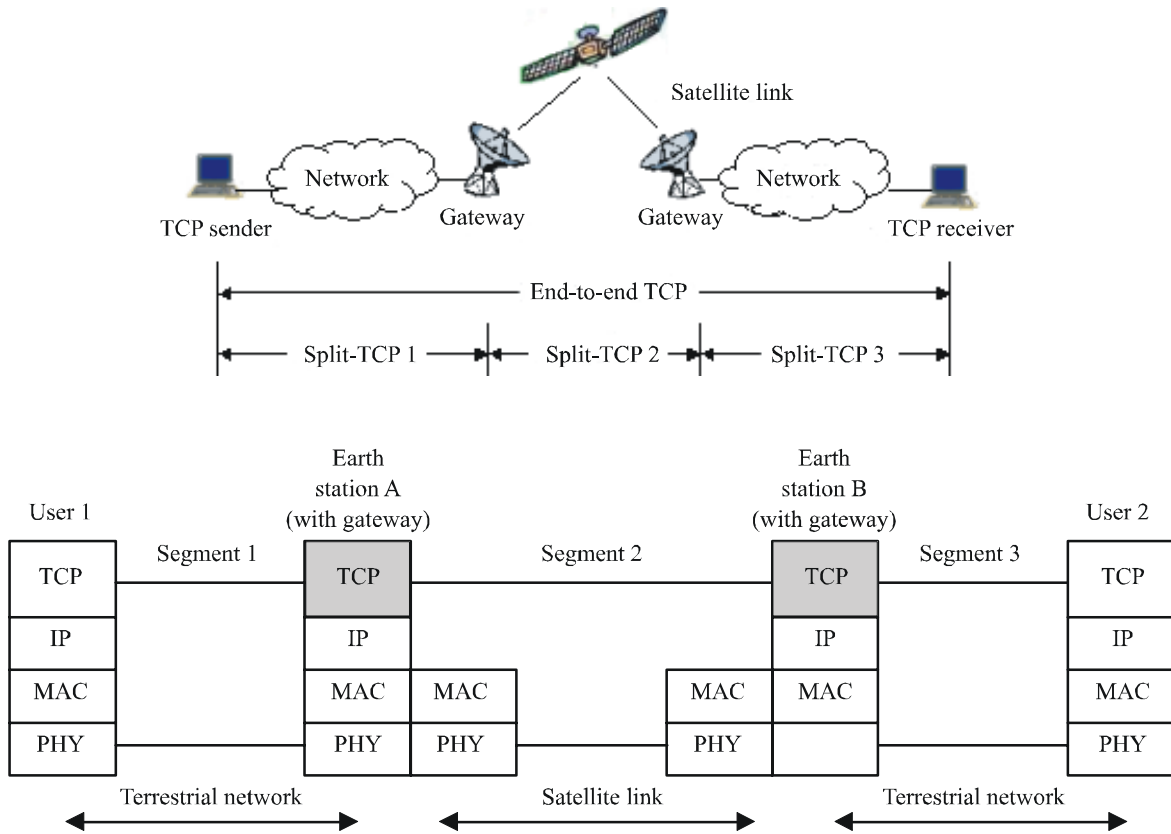 Satellite link
Network
Network
TCP sender
Gateway
Gateway
TCP receiver
End-to-end TCP
Split-TCP 1
Split-TCP 2
Split-TCP 3
Earth
station A
(with gateway)
Earth
station B
(with gateway)
User 1
User 2
Segment 1
Segment 2
Segment 3
TCP
TCP
TCP
TCP
IP
IP
IP
IP
MAC
MAC
MAC
MAC
MAC
MAC
PHY
PHY
PHY
PHY
PHY
Terrestrial network
Satellite link
Terrestrial network